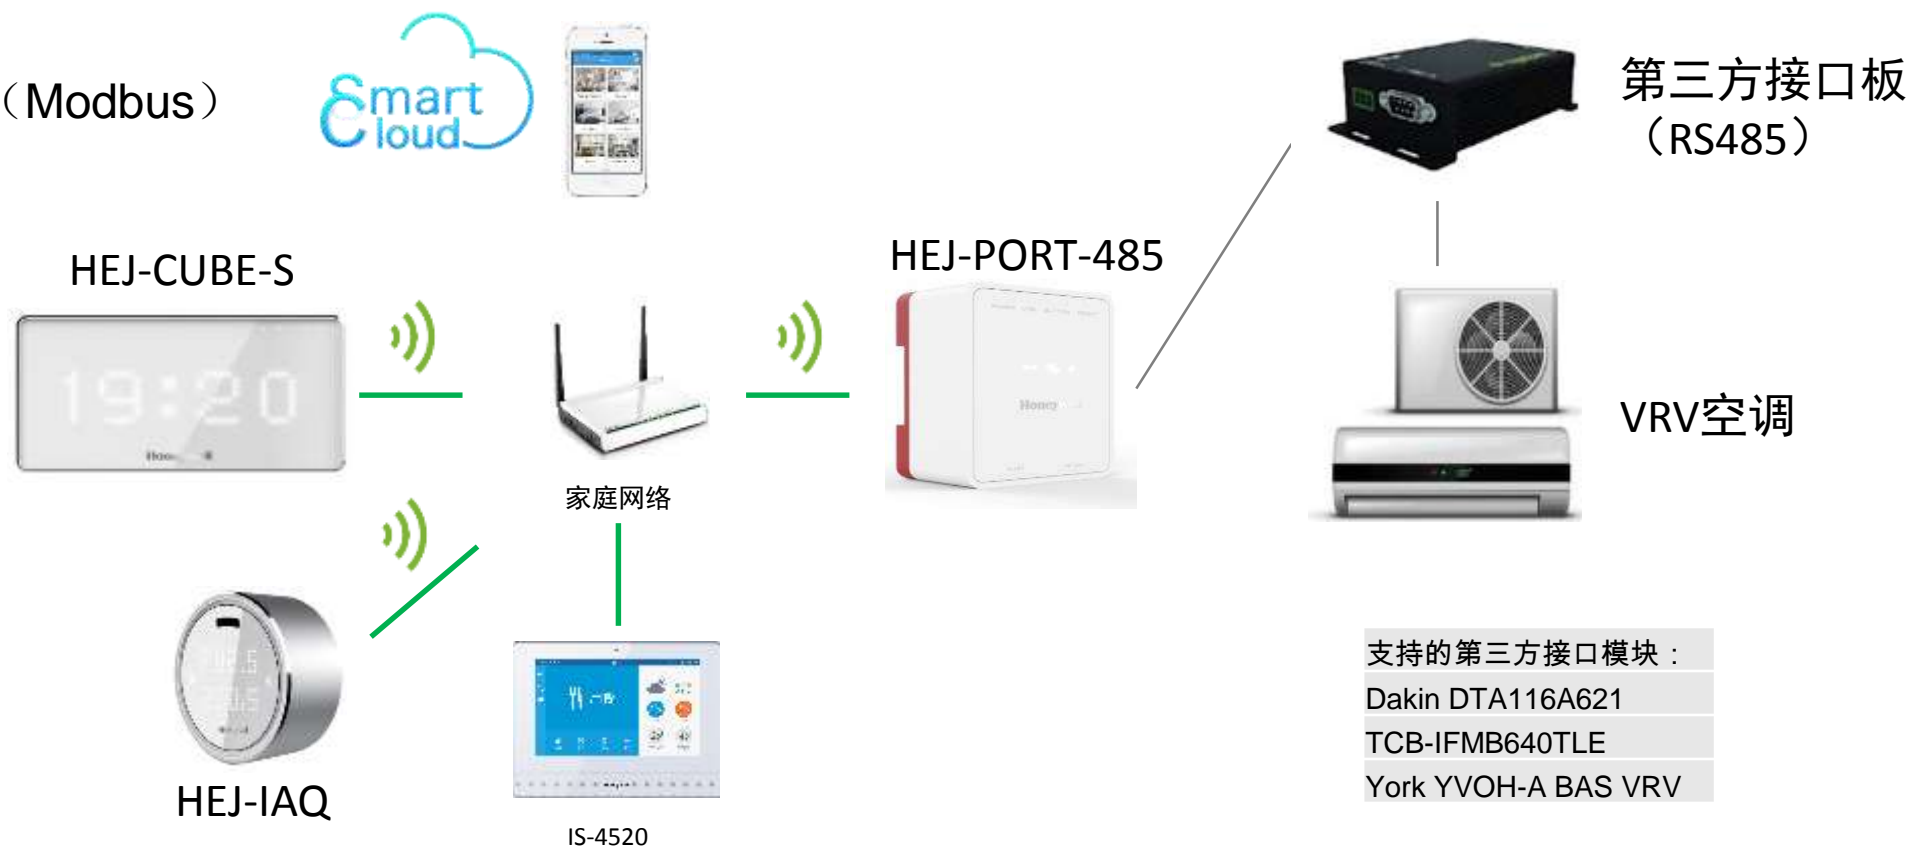 （Modbus）
Smart
Cloud
第三方接口板
（RS485）
HEJ-CUBE-S
HEJ-PORT-485
19:20
VRV空调
家庭网络
HEJ-IAQ
IS-4520
支持的第三方接口模块：
Dakin DTA116A621
TCB-IFMB640TLE
York YVOH-A BAS VRV